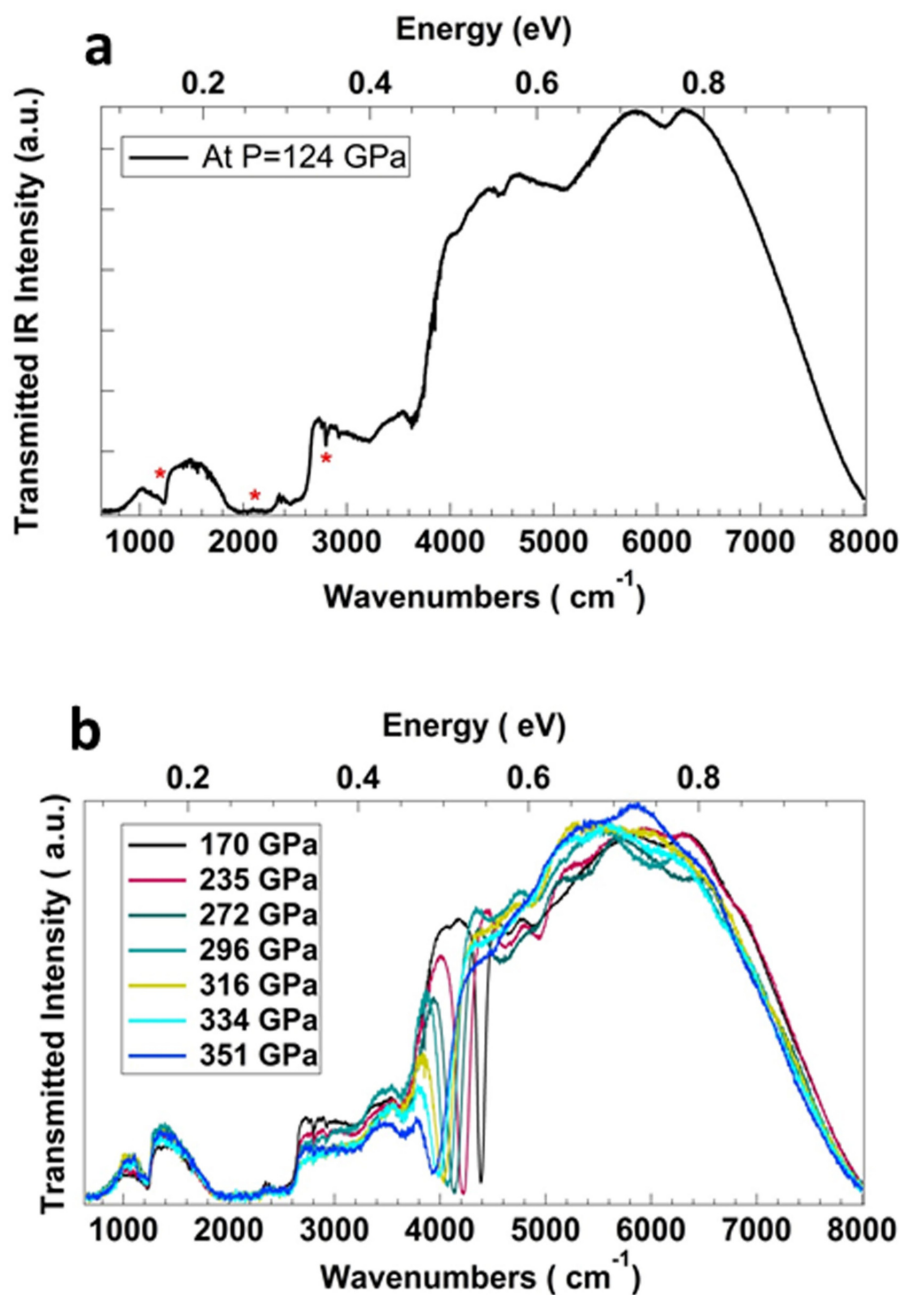 a
Energy (eV)
0.2 0.4 0.6 0.8
Transmitted IR Intensity (a.u.)
At P=124 GPa
*
*
*
1000 2000 3000 4000 5000 6000 7000 8000
Wavenumbers ( cm-1)
b
Energy ( eV)
0.2 0.4 0.6 0.8
Transmitted Intensity ( a.u.)
170 GPa
235 GPa
272 GPa
296 GPa
316 GPa
334 GPa
351 GPa
1000 2000 3000 4000 5000 6000 7000 8000
Wavenumbers ( cm-1)